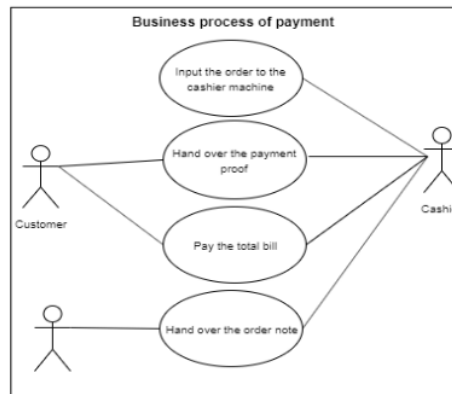 Business process of payment
Input the order to the
cashier machine
Hand over the payment
proof
Customer
Pay the total bill
Hand over the order note